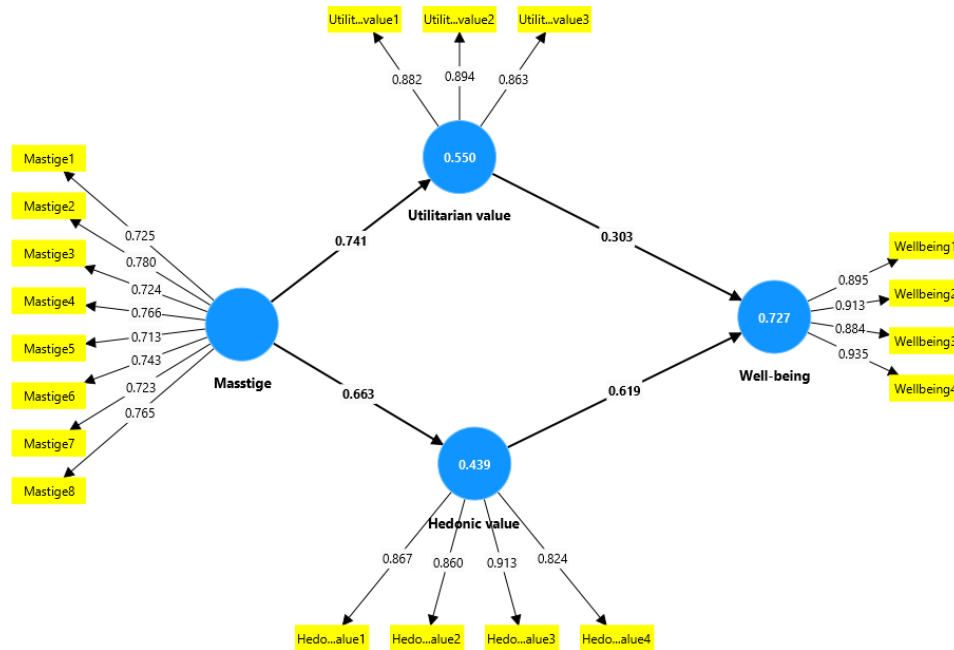 Utilit...value1
Utilit...value2
Utilit...value3
0.882
0.894
0.863
0.550
Utilitarian value
Mastige1
Mastige2
Mastige3
Mastige4
Mastige5
Mastige6
Mastige7
Mastige8
0.725
0.780
0.724
0.766
0.713
0.743
0.723
0.765
Masstige
0.741
0.663
0.303
0.619
0.727
Well-being
0.895
0.913
0.884
0.935
Wellbeing1
Wellbeing2
Wellbeing3
Wellbeing4
0.439
Hedonic value
0.867
0.860
0.913
0.824
Hedo...alue1
Hedo...alue2
Hedo...alue3
Hedo...alue4